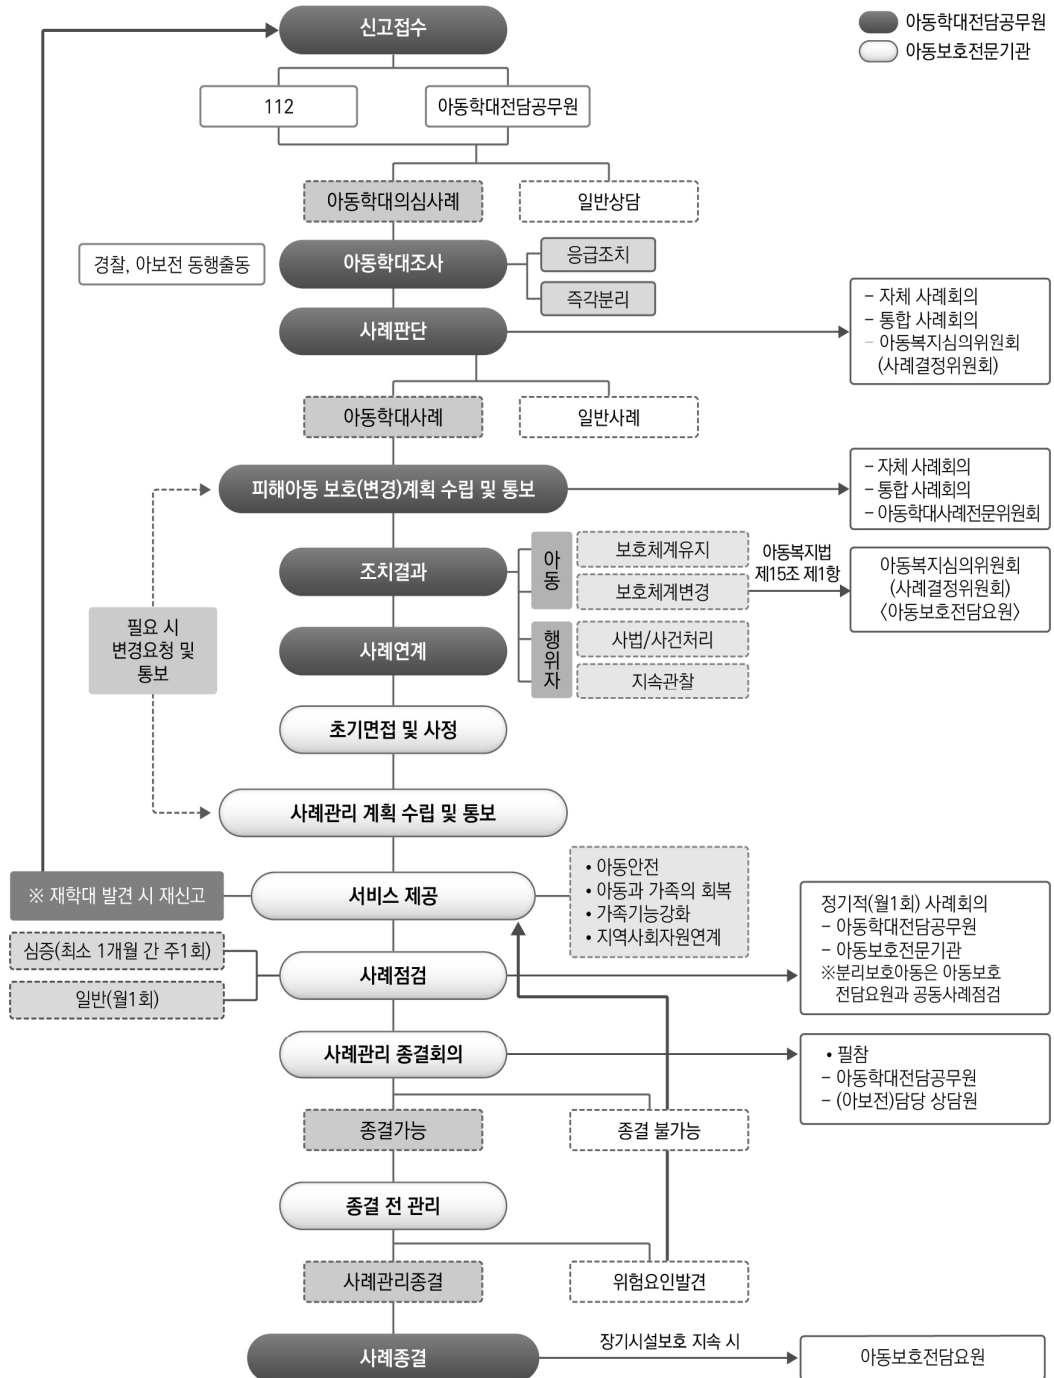 신고접수
아동학대전담공무원
아동보호전문기관
112
아동학대전담공무원
아동학대의심사례
일반상담
경찰, 아보전 동행출동
아동학대조사
응급조치
즉각분리
사례판단
– 자체 사례회의
– 통합 사례회의
– 아동복지심의위원회
(사례결정위원회)
아동학대사례
일반사례
피해아동 보호(변경)계획 수립 및 통보
– 자체 사례회의
– 통합 사례회의
– 아동학대사례전문위원회
조치결과
아동
보호체계유지
보호체계변경
아동복지법
제15조 제1항
아동복지심의위원회
(사례결정위원회)
〈아동보호전담요원〉
필요 시
변경요청 및
통보
사례연계
행위자
사법/사건처리
지속관찰
초기면접 및 사정
사례관리 계획 수립 및 통보
※ 재학대 발견 시 재신고
서비스 제공
• 아동안전
• 아동과 가족의 회복
• 가족기능강화
• 지역사회자원연계
심증(최소 1개월 간 주1회)
일반(월1회)
사례점검
정기적(월1회) 사례회의
– 아동학대전담공무원
– 아동보호전문기관
※분리보호아동은 아동보호
전담요원과 공동사례점검
사례관리 종결회의
• 필참
– 아동학대전담공무원
– (아보전)담당 상담원
종결가능
종결 불가능
종결 전 관리
사례관리종결
위험요인발견
사례종결
장기시설보호 지속 시
아동보호전담요원